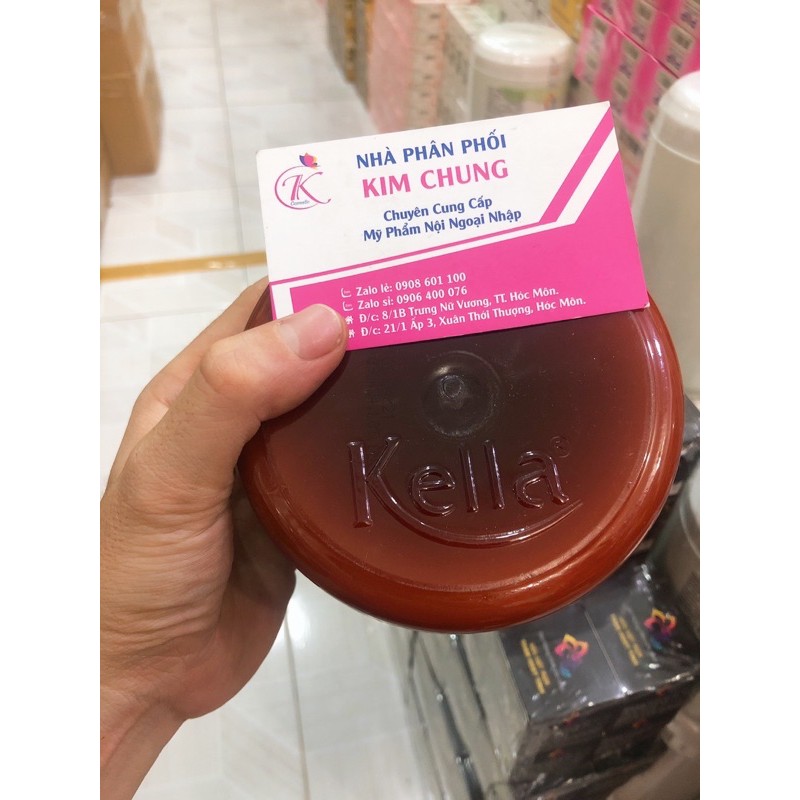 NHÀ PHÂN PHỐI
KIM CHUNG
Chuyên Cung Cấp
Mỹ Phẩm Nội Ngoại Nhập
K
Cosmetic
Zalo lẻ: 0908 601 100
Zalo sỉ: 0906 400 076
Đ/c: 8/1B Trưng Nữ Vương, TT. Hóc Môn.
Đ/c: 21/1 Ấp 3, Xuân Thới Thượng, Hóc Môn.
Kella®